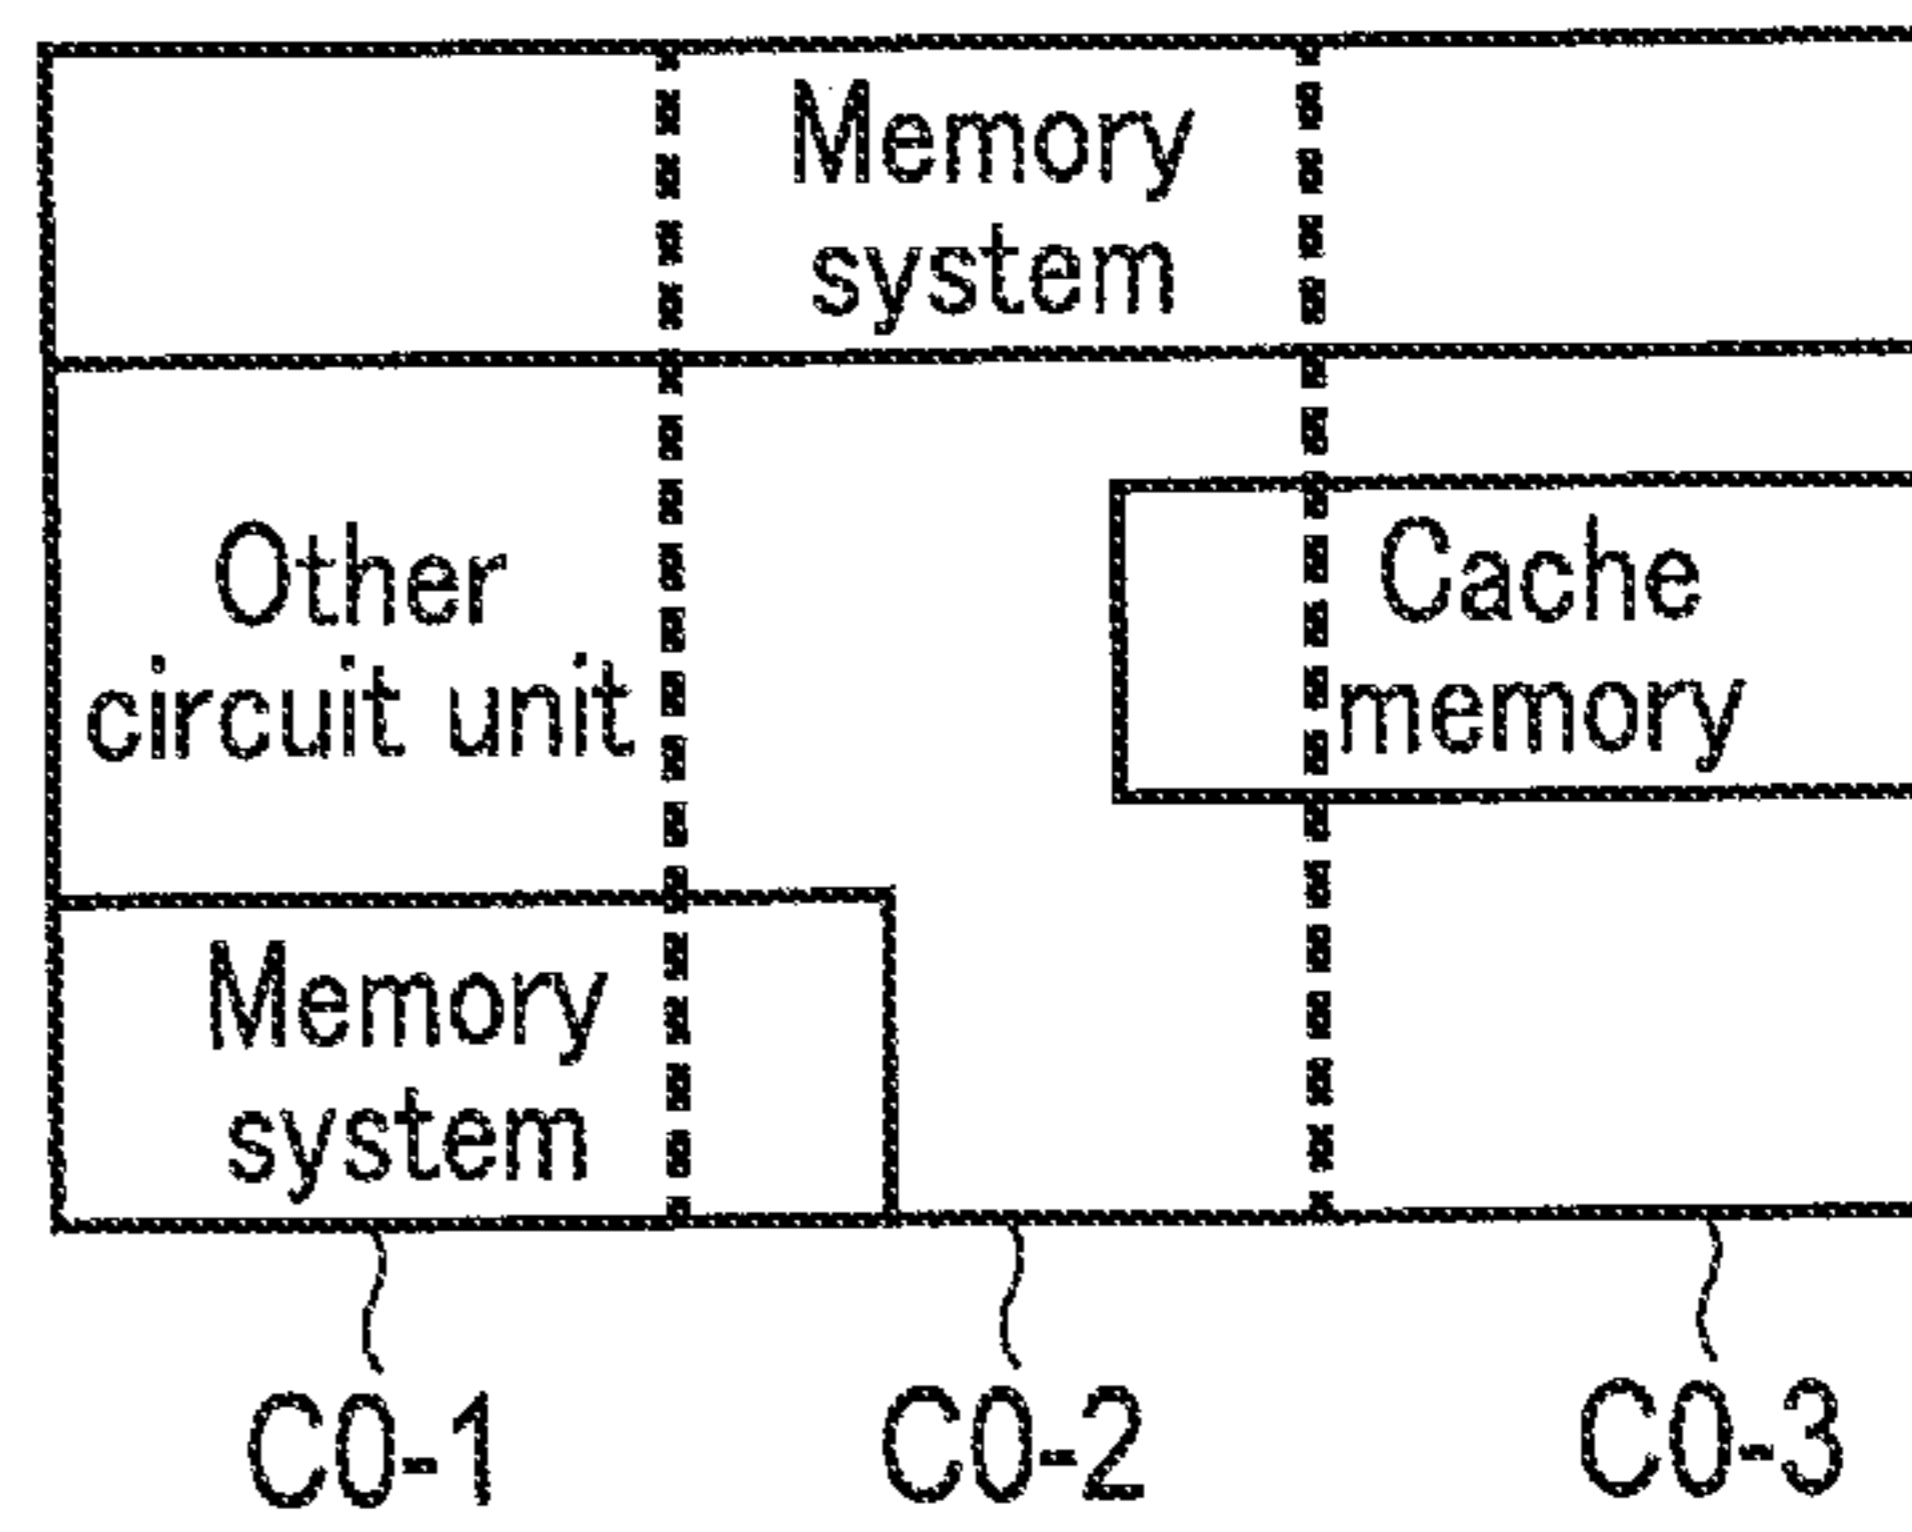 Memory
system
Other
circuit unit
Cache
memory
Memory
system
C0-1
C0-2
C0-3